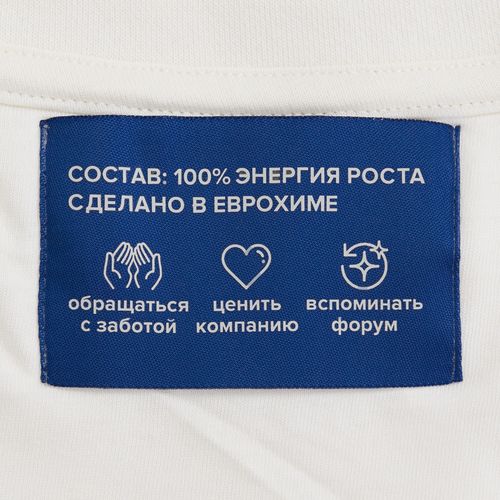 СОСТАВ: 100% ЭНЕРГИЯ РОСТА
СДЕЛАНО В ЕВРОХИМЕ
обращаться
с заботой
ценить
компанию
вспоминать
форум